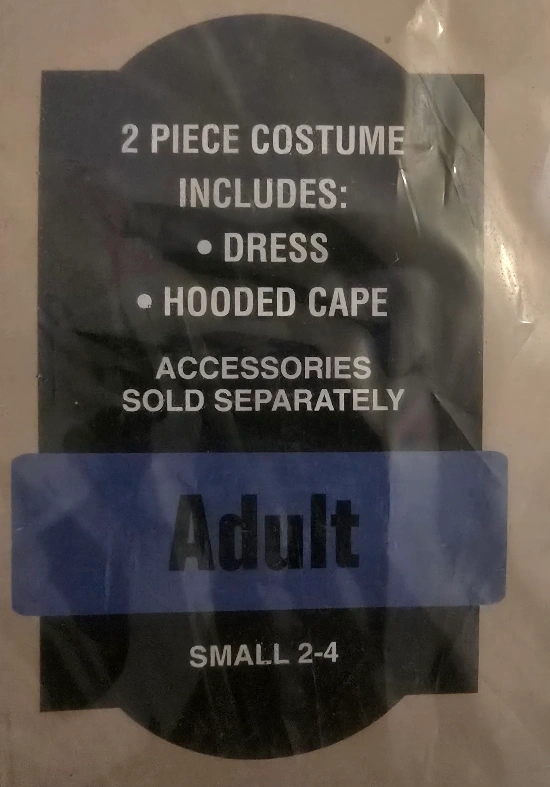 2 PIECE COSTUME
INCLUDES:
• DRESS
• HOODED CAPE
ACCESSORIES
SOLD SEPARATELY
Adult
SMALL 2-4